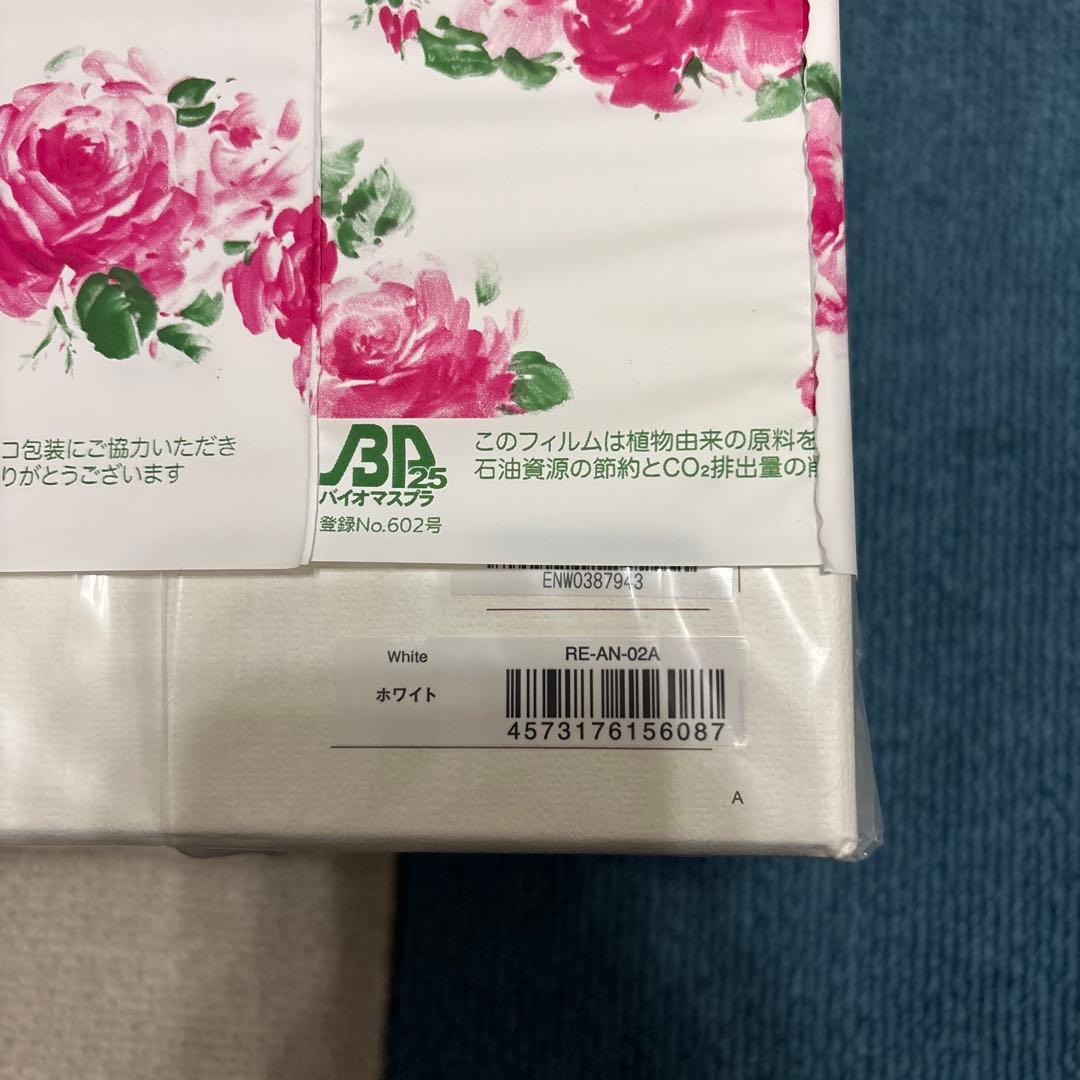 コ包装にご協力いただき
りがとうございます
BP
25
バイオマスプラ
登録No.602号
このフィルムは植物由来の原料を
石油資源の節約とCO₂排出量の削
ENW0387943
White
RE-AN-02A
ホワイト
4573176156087
A